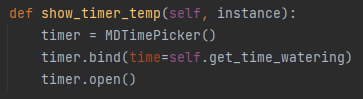 def show_timer_temp(self, instance):
    timer = MDTimePicker()
    timer.bind(time=self.get_time_watering)
    timer.open()